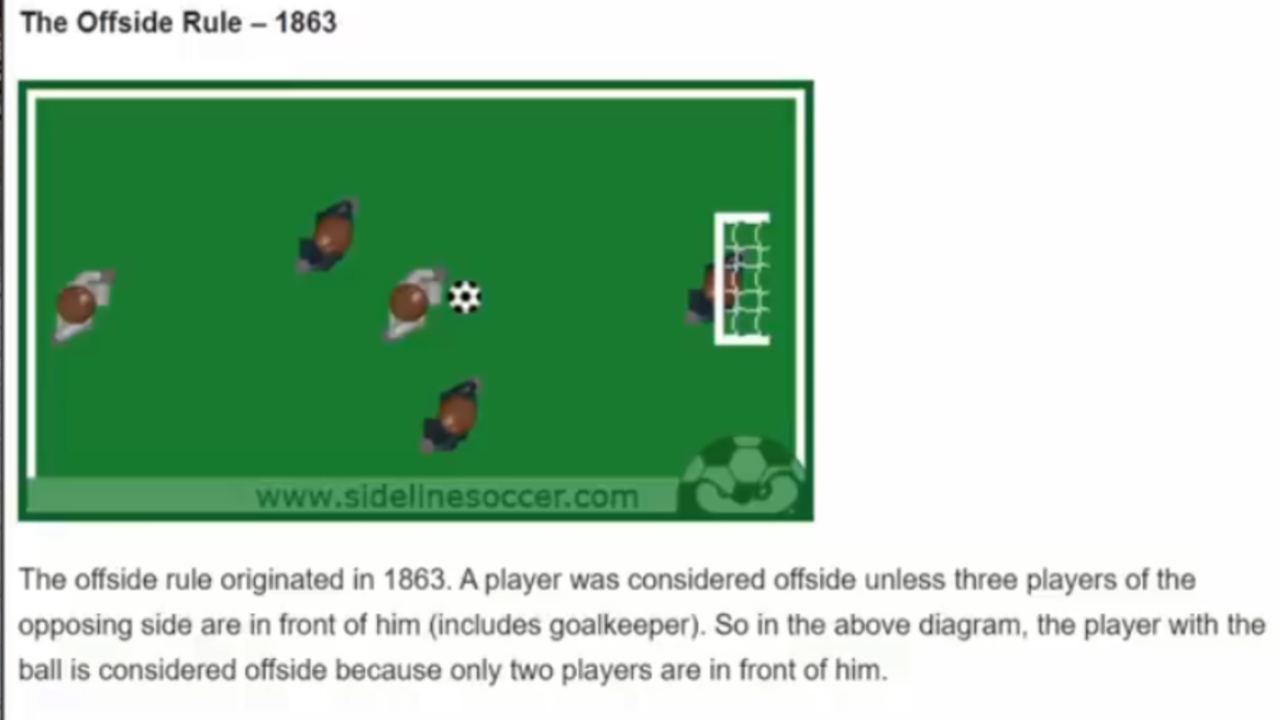 The Offside Rule – 1863
www.sidelinesoccer.com
The offside rule originated in 1863. A player was considered offside unless three players of the
opposing side are in front of him (includes goalkeeper). So in the above diagram, the player with the
ball is considered offside because only two players are in front of him.